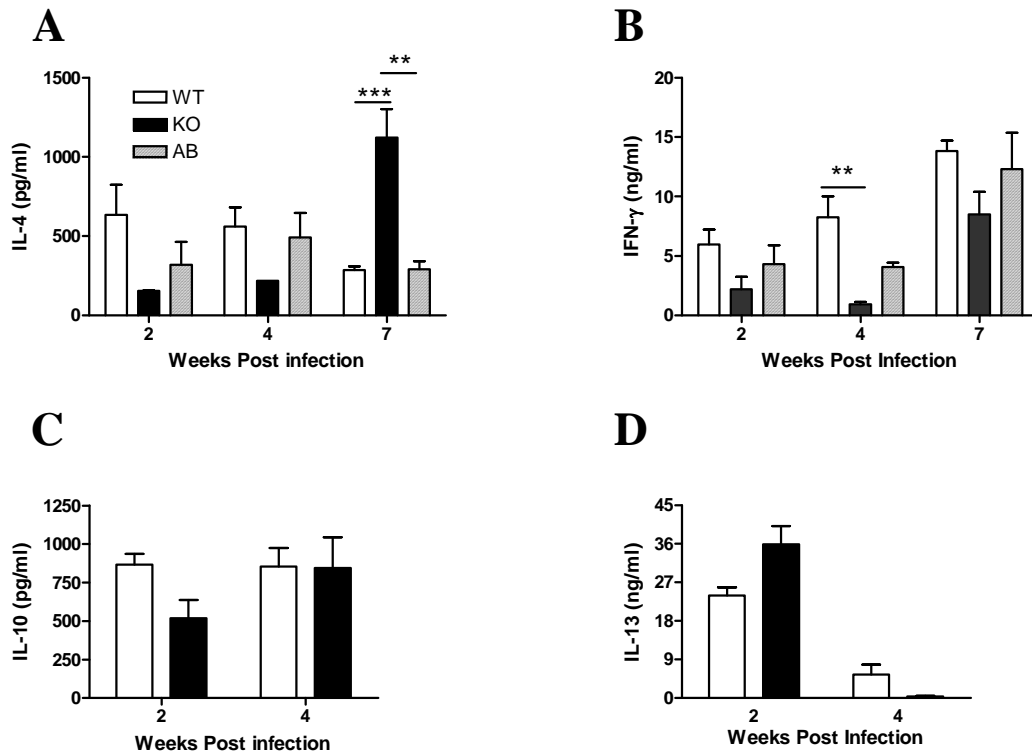 A
1500
1000
500
0
IL-4 (pg/ml)
WT
KO
AB
***
**
2 4 7
Weeks Post infection
B
20
15
10
5
0
IFN-γ (ng/ml)
**
2 4 7
Weeks Post Infection
C
1250
1000
750
500
250
0
IL-10 (pg/ml)
2 4
Weeks Post infection
D
45
36
27
18
9
0
IL-13 (ng/ml)
2 4
Weeks Post Infection